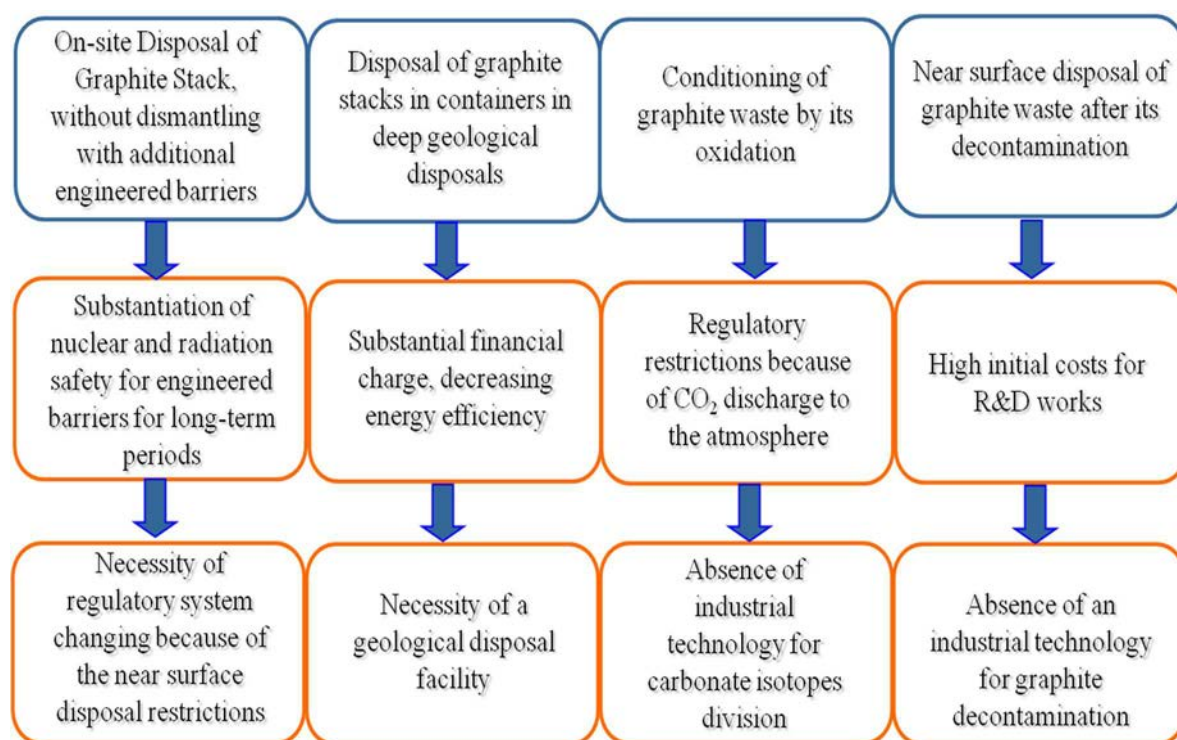 On-site Disposal of
Graphite Stack,
without dismantling
with additional
engineered barriers
Disposal of graphite
stacks in containers in
deep geological
disposals
Conditioning of
graphite waste by its
oxidation
Near surface disposal of
graphite waste after its
decontamination
Substantiation of
nuclear and radiation
safety for engineered
barriers for long-term
periods
Substantial financial
charge, decreasing
energy efficiency
Regulatory
restrictions because
of CO₂ discharge to
the atmosphere
High initial costs for
R&D works
Necessity of
regulatory system
changing because of
the near surface
disposal restrictions
Necessity of a
geological disposal
facility
Absence of
industrial
technology for
carbonate isotopes
division
Absence of an
industrial technology
for graphite
decontamination